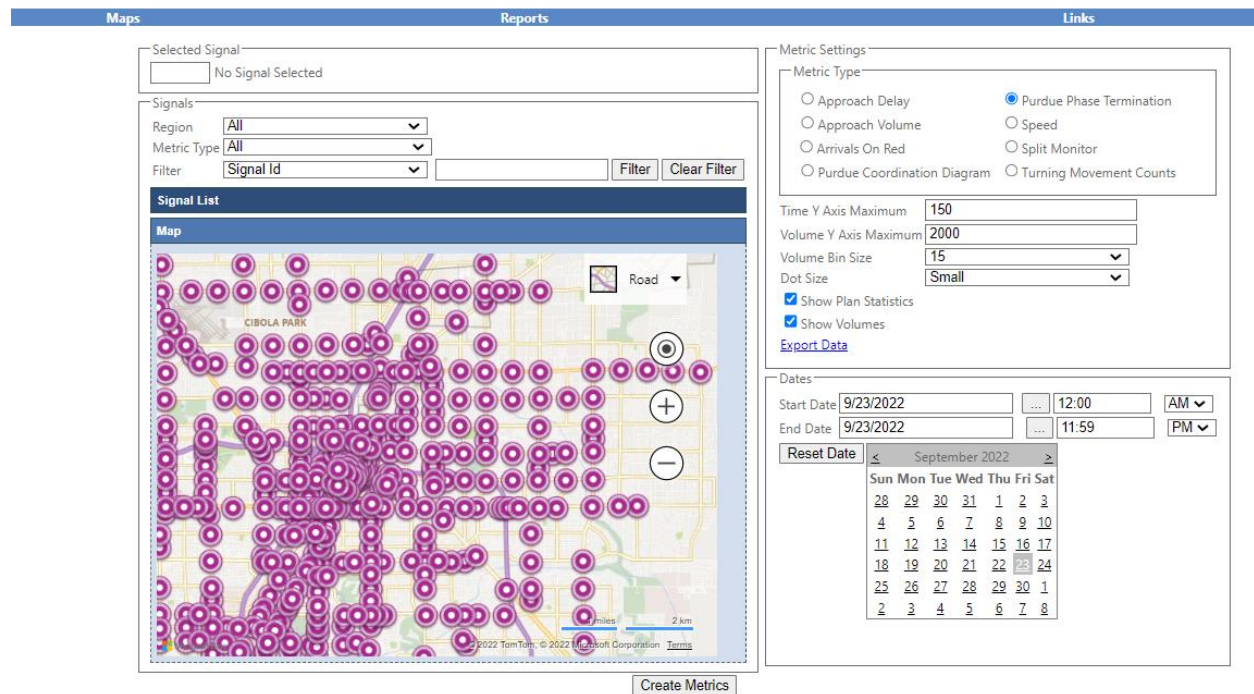 Maps Reports Links
Selected Signal
No Signal Selected
Signals
Region All
Metric Type All
Filter Signal Id Filter Clear Filter
Signal List
Map
Road
CIBOLA PARK
miles 2 km
2022 TomTom, © 2022 Microsoft Corporation Terms
Create Metrics
Metric Settings
Metric Type
Approach Delay Purdue Phase Termination
Approach Volume Speed
Arrivals On Red Split Monitor
Purdue Coordination Diagram Turning Movement Counts
Time Y Axis Maximum 150
Volume Y Axis Maximum 2000
Volume Bin Size 15
Dot Size Small
Show Plan Statistics
Show Volumes
Export Data
Dates
Start Date 9/23/2022 ... 12:00 AM
End Date 9/23/2022 ... 11:59 PM
Reset Date < September 2022 >
Sun Mon Tue Wed Thu Fri Sat
28 29 30 31 1 2 3
4 5 6 7 8 9 10
11 12 13 14 15 16 17
18 19 20 21 22 23 24
25 26 27 28 29 30 1
2 3 4 5 6 7 8